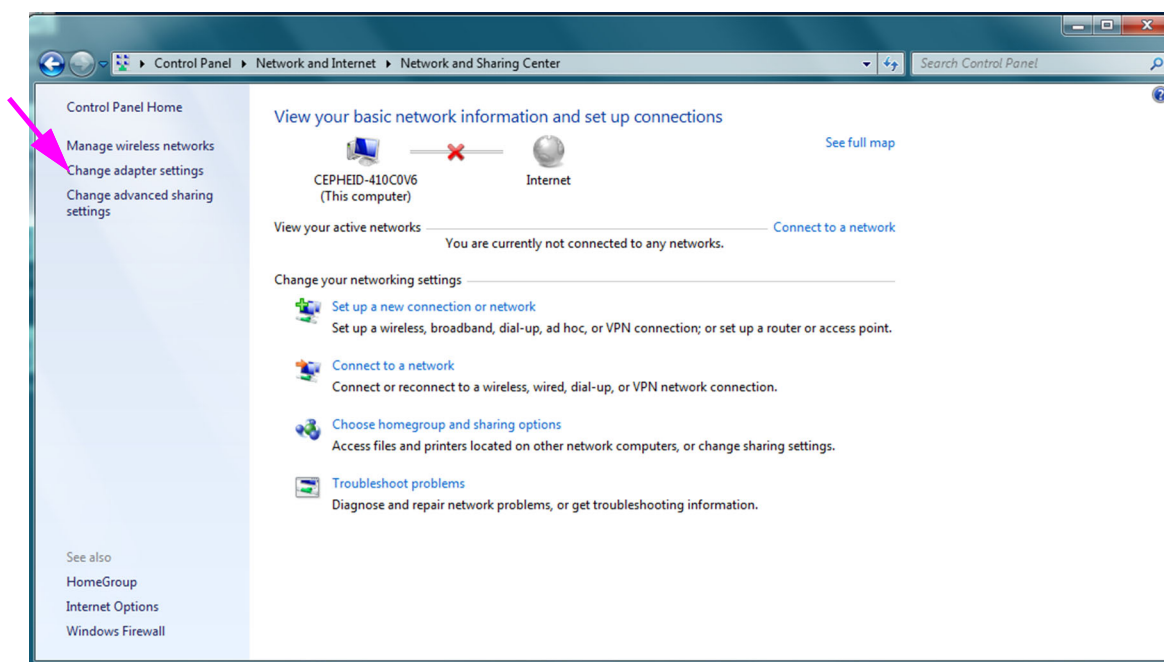 Control Panel Network and Internet Network and Sharing Center
Search Control Panel
Control Panel Home
Manage wireless networks
Change adapter settings
Change advanced sharing
settings
See also
HomeGroup
Internet Options
Windows Firewall
View your basic network information and set up connections
See full map
CEPHEID-410C0V6
(This computer)
Internet
View your active networks
Connect to a network
You are currently not connected to any networks.
Change your networking settings
Set up a new connection or network
Set up a wireless, broadband, dial-up, ad hoc, or VPN connection; or set up a router or access point.
Connect to a network
Connect or reconnect to a wireless, wired, dial-up, or VPN network connection.
Choose homegroup and sharing options
Access files and printers located on other network computers, or change sharing settings.
Troubleshoot problems
Diagnose and repair network problems, or get troubleshooting information.